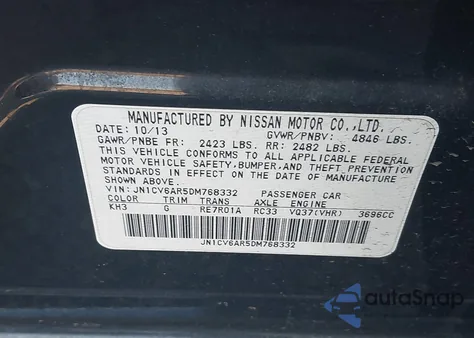 MANUFACTURED BY NISSAN MOTOR CO.,LTD.
DATE: 10/13 GVWR/PNBV: 4846 LBS.
GAWR/PNBE FR: 2423 LBS. RR: 2482 LBS.
THIS VEHICLE CONFORMS TO ALL APPLICABLE FEDERAL
MOTOR VEHICLE SAFETY,BUMPER,AND THEFT PREVENTION
STANDARDS IN EFFECT ON THE DATE OF MANUFACTURE
SHOWN ABOVE.
VIN: JN1CV6AR5DM768332 PASSENGER CAR
COLOR TRIM TRANS AXLE ENGINE
KH3 G RE7R01A RC33 VQ37(VHR) 3696CC
JN1CV6AR5DM768332
autoSnap